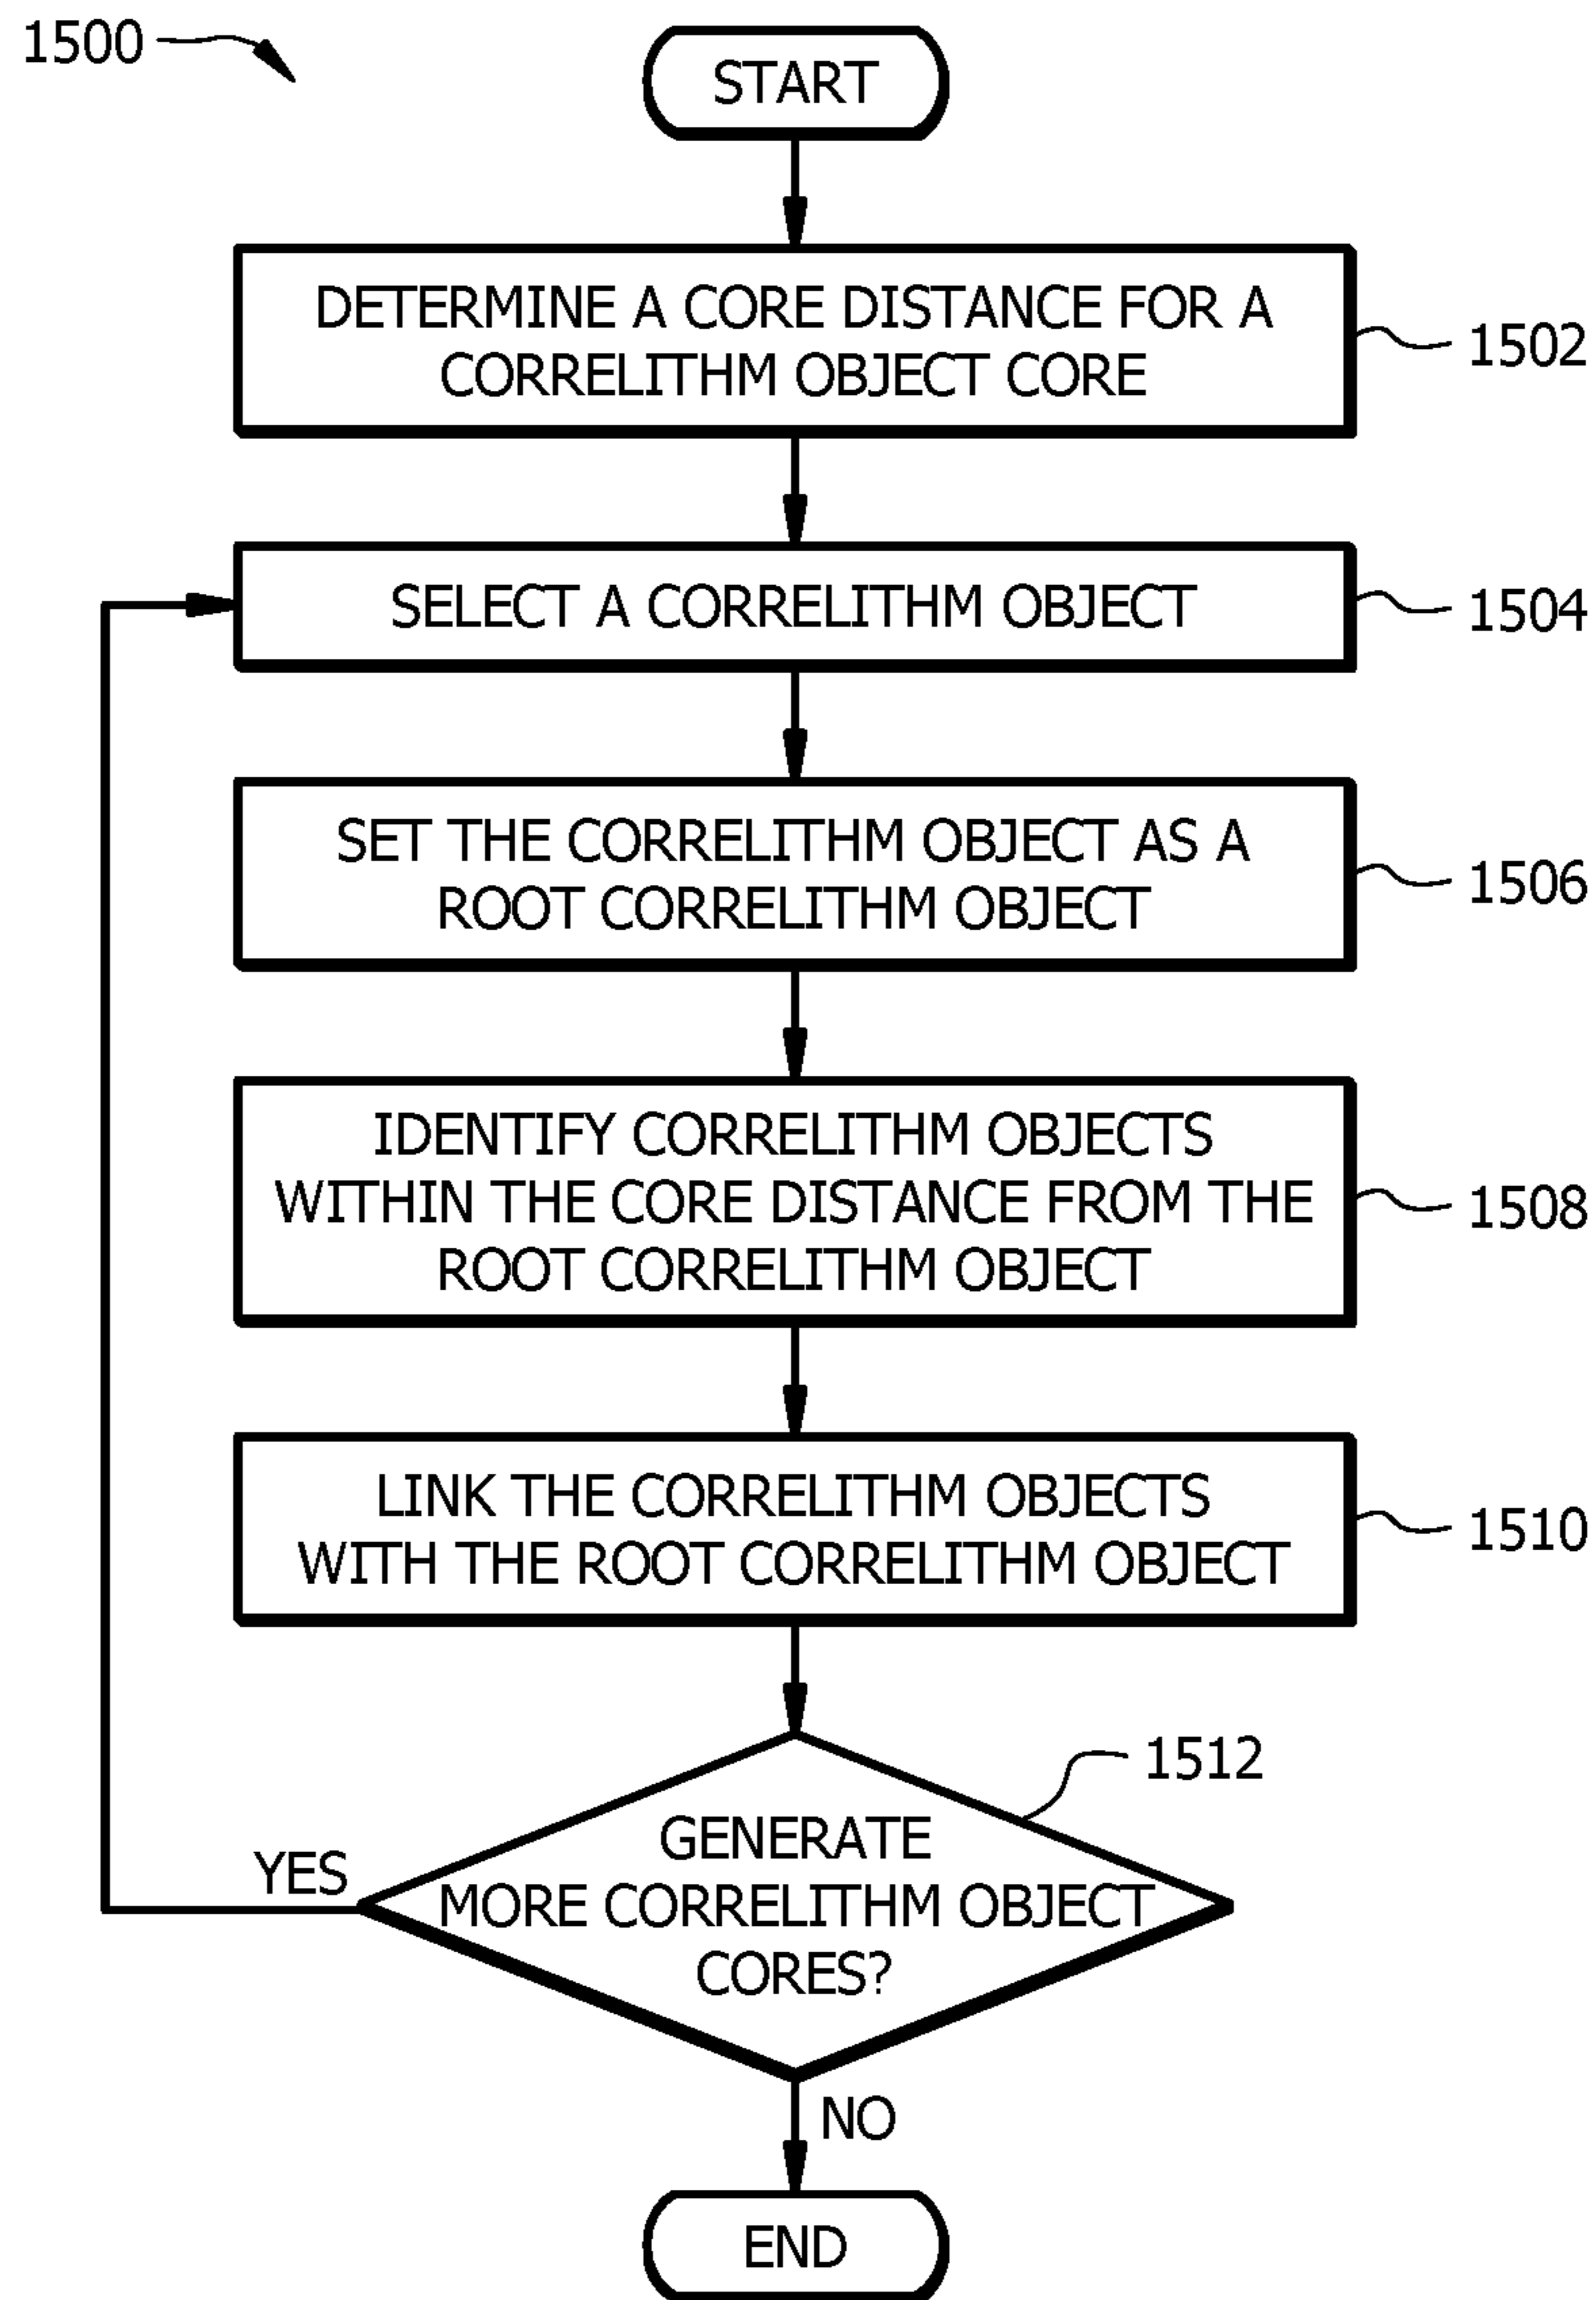 1500
START
DETERMINE A CORE DISTANCE FOR A
CORRELITHM OBJECT CORE
1502
SELECT A CORRELITHM OBJECT
1504
SET THE CORRELITHM OBJECT AS A
ROOT CORRELITHM OBJECT
1506
IDENTIFY CORRELITHM OBJECTS
WITHIN THE CORE DISTANCE FROM THE
ROOT CORRELITHM OBJECT
1508
LINK THE CORRELITHM OBJECTS
WITH THE ROOT CORRELITHM OBJECT
1510
1512
GENERATE
MORE CORRELITHM OBJECT
CORES?
YES
NO
END